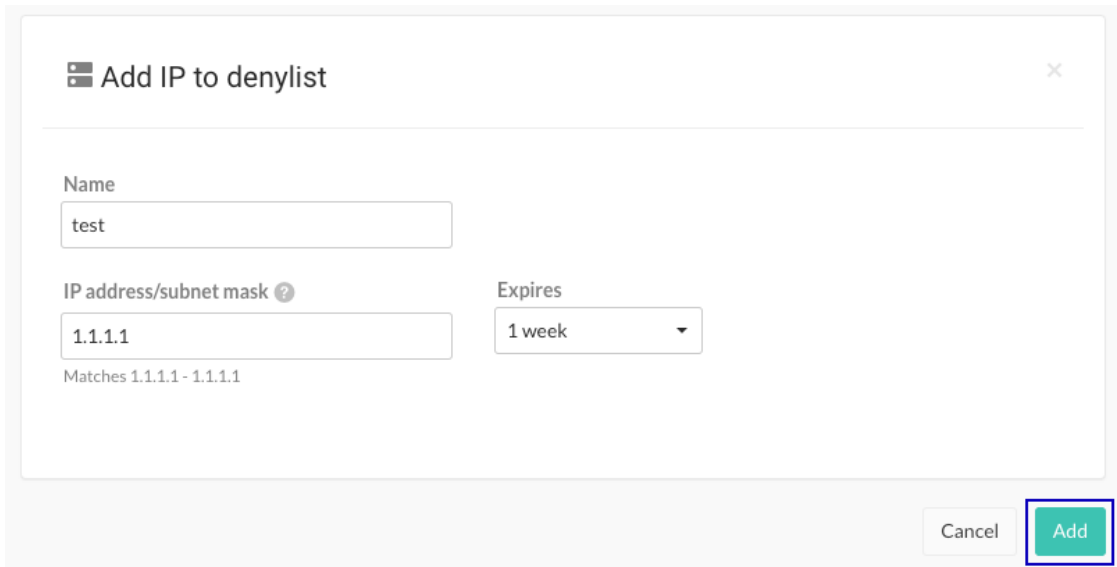 Add IP to denylist
×
Name
test
IP address/subnet mask ?
Expires
1.1.1.1
1 week
Matches 1.1.1.1 - 1.1.1.1
Cancel
Add